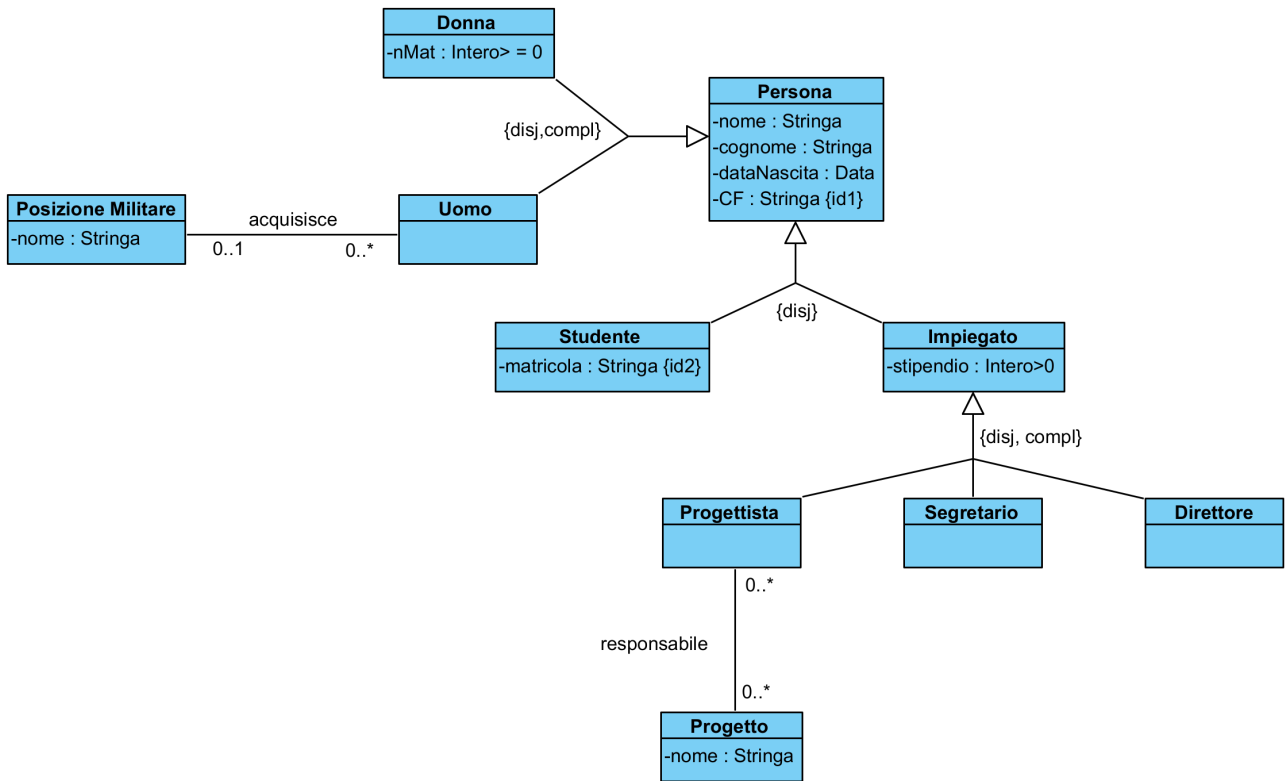 Donna
-nMat : Intero> = 0
Persona
-nome : Stringa
-cognome : Stringa
-dataNascita : Data
-CF : Stringa {id1}
{disj,compl}
Posizione Militare
-nome : Stringa
acquisisce
0..1
0..*
Uomo
{disj}
Studente
-matricola : Stringa {id2}
Impiegato
-stipendio : Intero>0
{disj, compl}
Progettista
Segretario
Direttore
0..*
responsabile
0..*
Progetto
-nome : Stringa